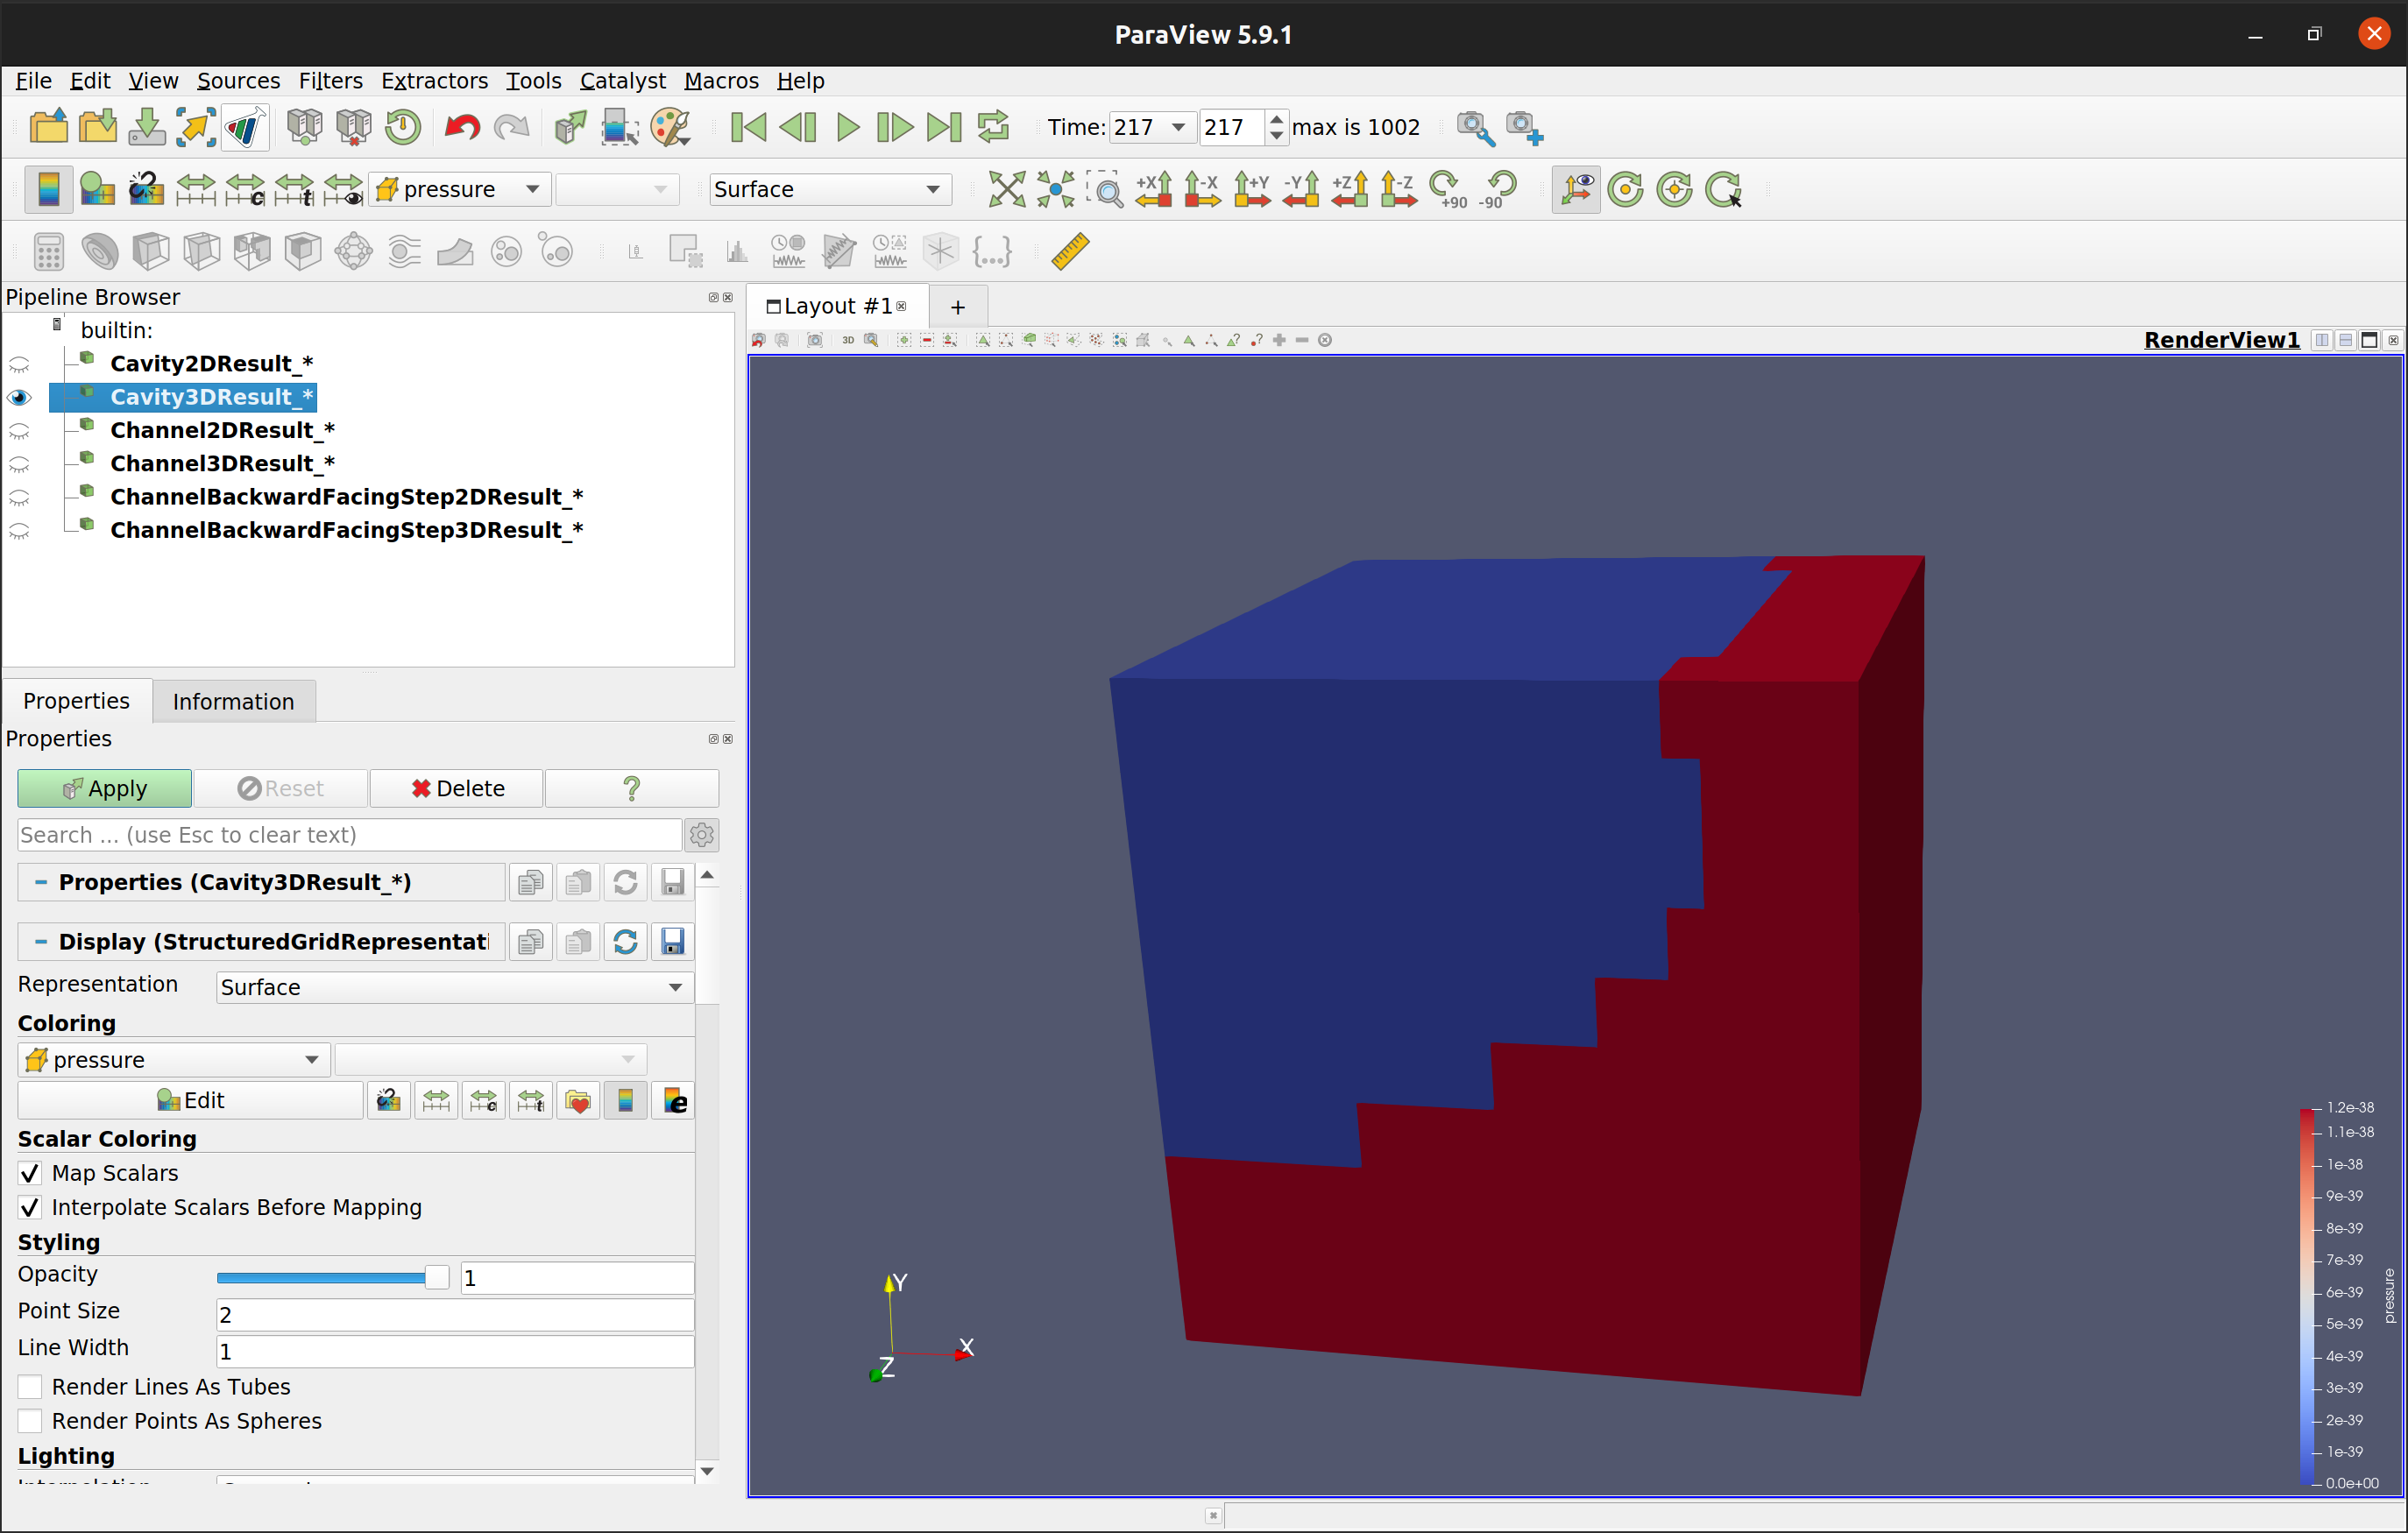 ParaView 5.9.1
File Edit View Sources Filters Extractors Tools Catalyst Macros Help
Time: 217 217 max is 1002
pressure Surface +X -X +Y -Y +Z -Z +90 -90
Pipeline Browser
Layout #1 +
builtin:
3D
RenderView1
Cavity2DResult_*
Cavity3DResult_*
Channel2DResult_*
Channel3DResult_*
ChannelBackwardFacingStep2DResult_*
ChannelBackwardFacingStep3DResult_*
Properties Information
Properties
Apply Reset Delete ?
Search ... (use Esc to clear text)
Properties (Cavity3DResult_*)
Display (StructuredGridRepresentati
Representation Surface
Coloring
pressure
Edit
Scalar Coloring
Map Scalars
Interpolate Scalars Before Mapping
Styling
Opacity 1
Point Size 2
Line Width 1
Render Lines As Tubes
Render Points As Spheres
Lighting
Y
X
Z
1.2e-38
1.1e-38
1e-38
9e-39
8e-39
7e-39
6e-39
5e-39
4e-39
3e-39
2e-39
1e-39
0.0e+00
pressure